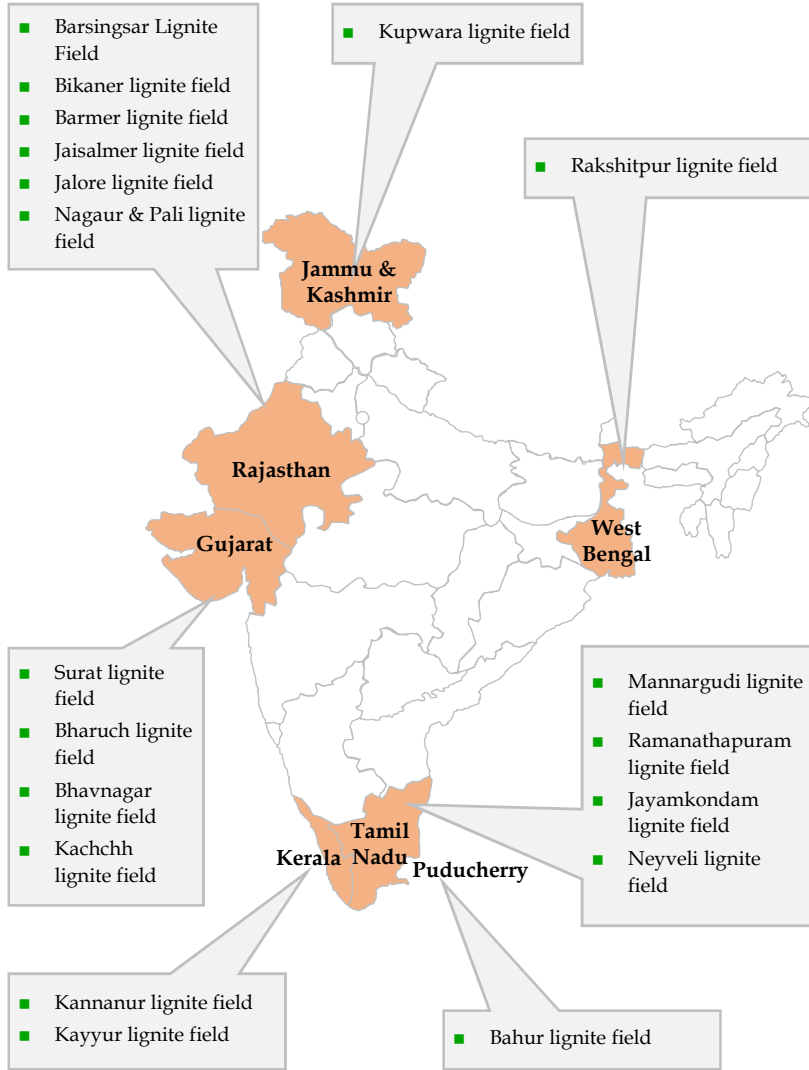 Barsingsar Lignite
Field
Bikaner lignite field
Barmer lignite field
Jaisalmer lignite field
Jalore lignite field
Nagaur & Pali lignite
field
Kupwara lignite field
Rakshitpur lignite field
Jammu &
Kashmir
Rajasthan
Gujarat
West
Bengal
Surat lignite
field
Bharuch lignite
field
Bhavnagar
lignite field
Kachchh
lignite field
Mannargudi lignite
field
Ramanathapuram
lignite field
Jayamkondam
lignite field
Neyveli lignite
field
Tamil
Nadu
Kerala
Puducherry
Kannanur lignite field
Kayyur lignite field
Bahur lignite field